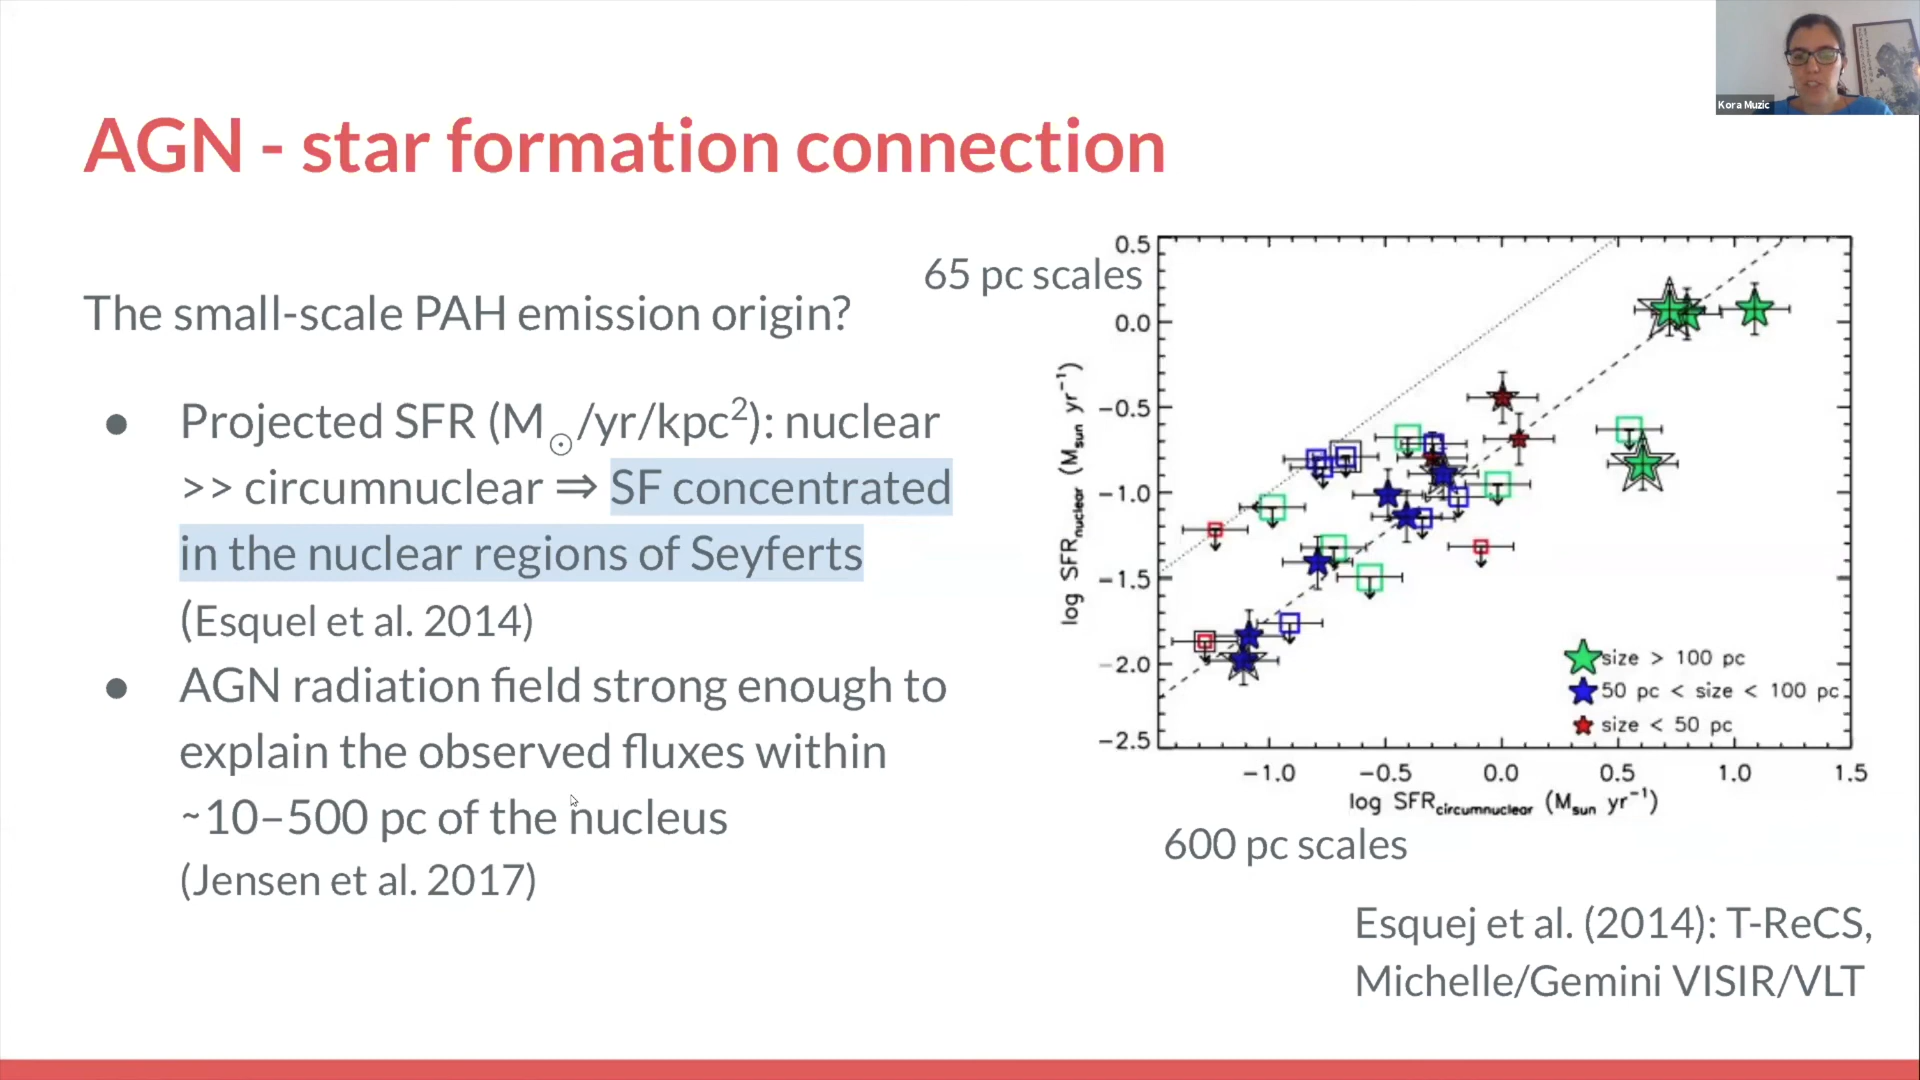 Kora Muzic
AGN - star formation connection
The small-scale PAH emission origin?
● Projected SFR (M☉/yr/kpc²): nuclear
>> circumnuclear ⇒ SF concentrated
in the nuclear regions of Seyferts
(Esquel et al. 2014)
● AGN radiation field strong enough to
explain the observed fluxes within
~10–500 pc of the nucleus
(Jensen et al. 2017)
65 pc scales
0.5
0.0
−0.5
−1.0
−1.5
−2.0
−2.5
log SFRnuclear (Msun yr⁻¹)
size > 100 pc
50 pc < size < 100 pc
size < 50 pc
−1.0 −0.5 0.0 0.5 1.0 1.5
log SFRcircumnuclear (Msun yr⁻¹)
600 pc scales
Esquej et al. (2014): T-ReCS,
Michelle/Gemini VISIR/VLT